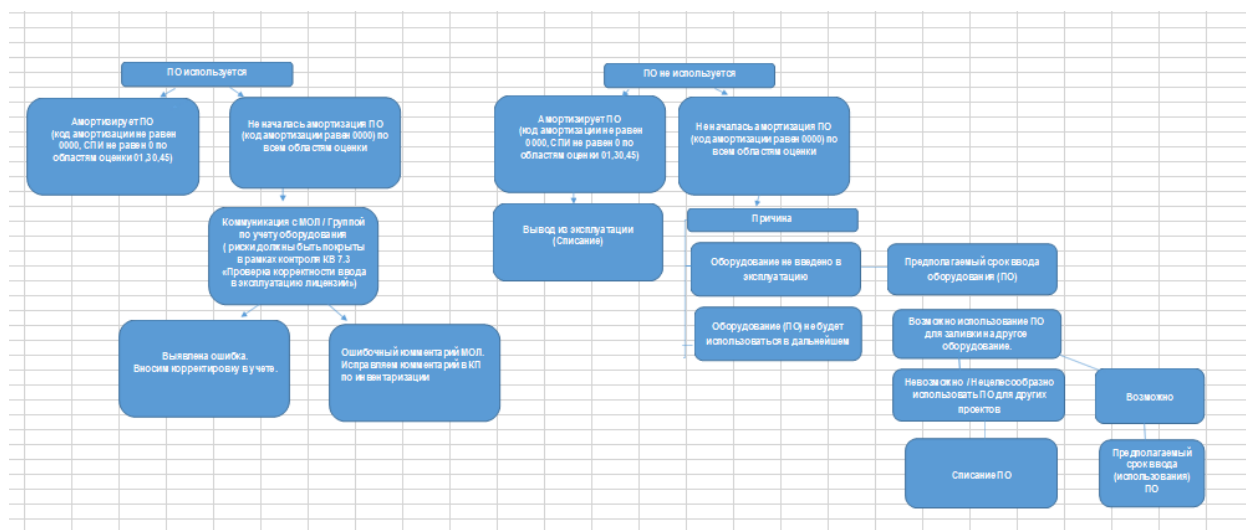 ПО используется
Амортизирует ПО
(код амортизации не равен
0000, СПИ не равен 0 по
областям оценки 01,30,45)
Не началась амортизация ПО
(код амортизации равен 0000) по
всем областям оценки
Коммуникация с МОЛ / Группой
по учету оборудования
( риски должны быть покрыты
в рамках контроля КВ 7.3
«Проверка корректности ввода
в эксплуатацию лицензий»)
Выявлена ошибка.
Вносим корректировку в учете.
Ошибочный комментарий МОЛ.
Исправляем комментарий в КП
по инвентаризации
ПО не используется
Амортизирует ПО
(код амортизации не равен
0000, СПИ не равен 0 по
областям оценки 01,30,45)
Не началась амортизация ПО
(код амортизации равен 0000) по
всем областям оценки
Вывод из эксплуатации
(Списание)
Причина
Оборудование не введено в
эксплуатацию
Предполагаемый срок ввода
оборудования (ПО)
Оборудование (ПО) не будет
использоваться в дальнейшем
Возможно использование ПО
для заливки на другое
оборудование.
Невозможно / Нецелесообразно
использовать ПО для других
проектов
Возможно
Списание ПО
Предполагаемый
срок ввода
(использования)
ПО